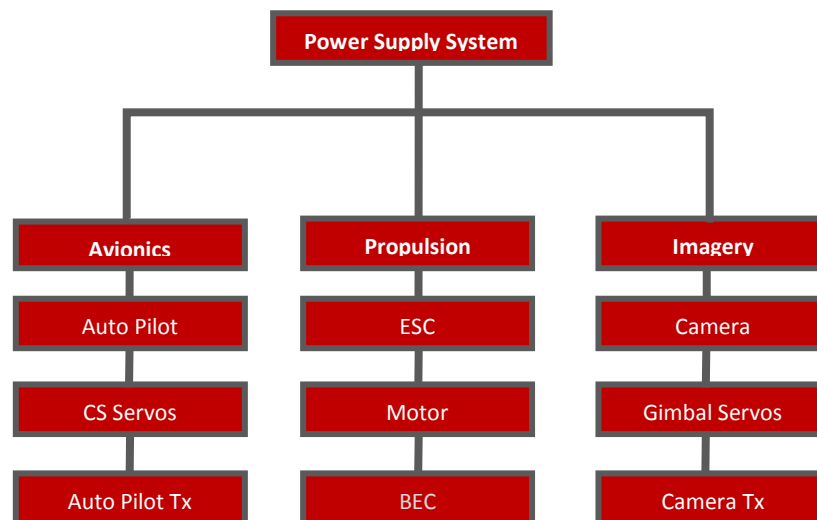 Power Supply System
Avionics
Propulsion
Imagery
Auto Pilot
ESC
Camera
CS Servos
Motor
Gimbal Servos
Auto Pilot Tx
BEC
Camera Tx